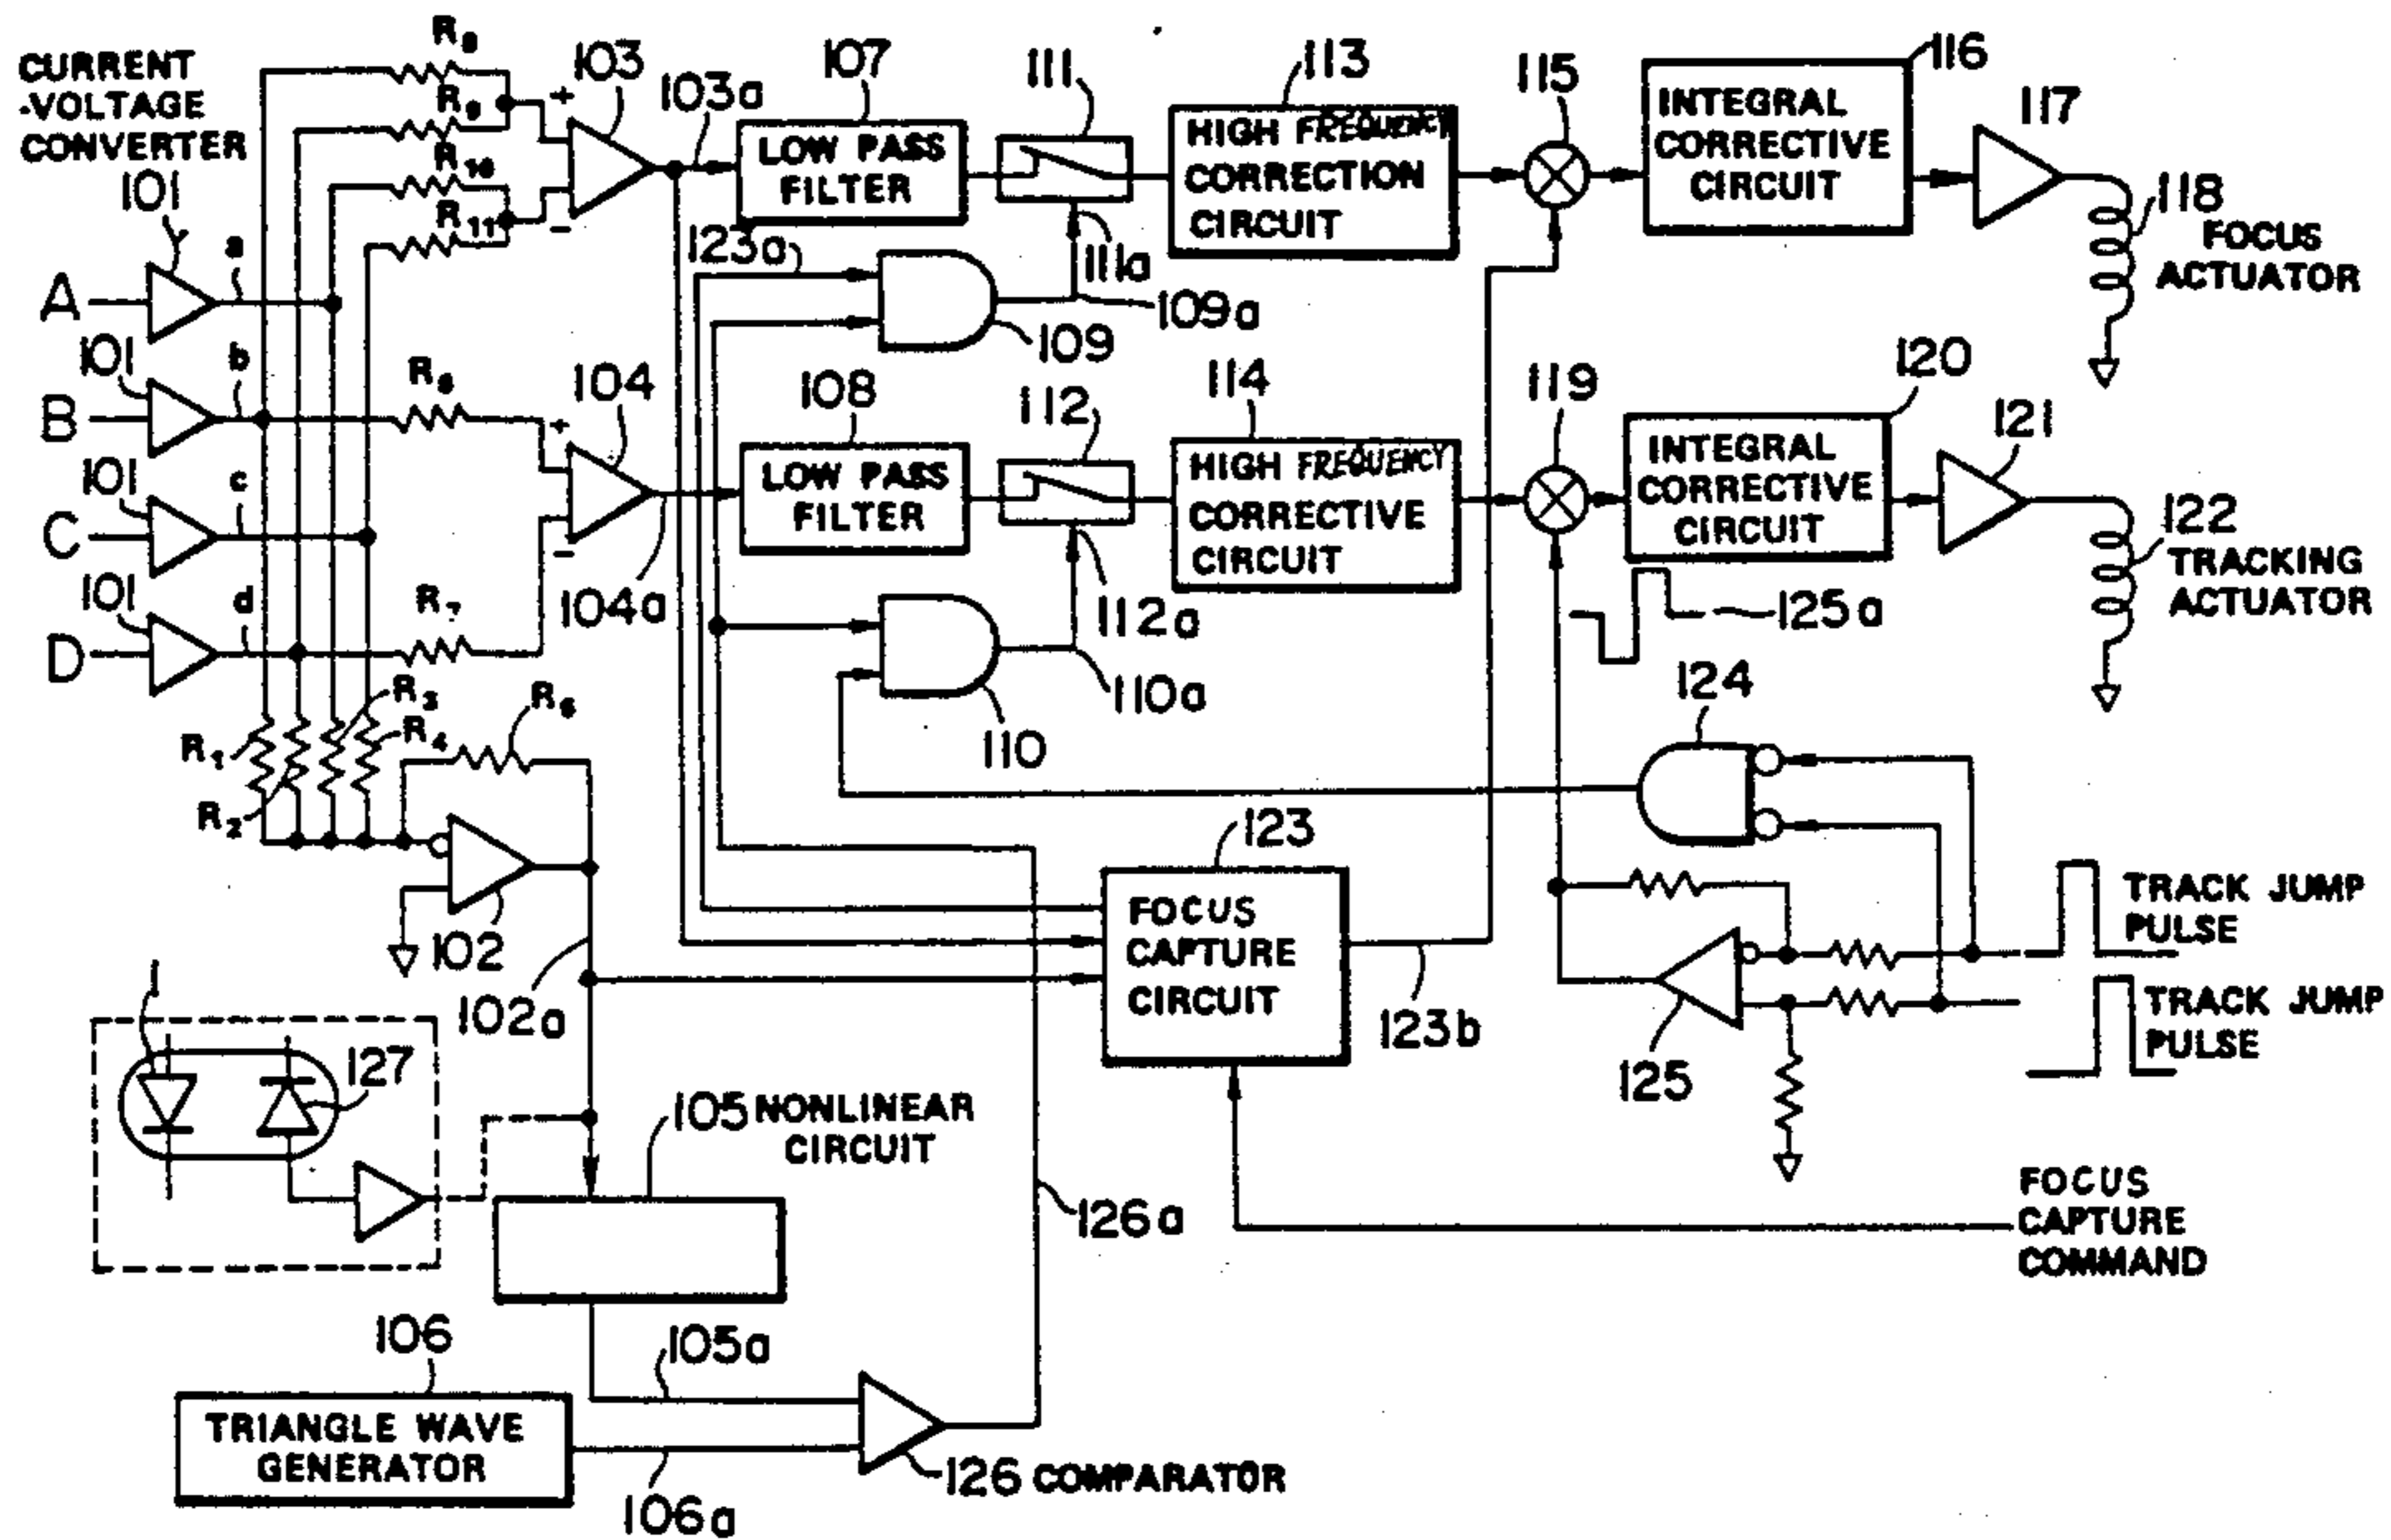 CURRENT
-VOLTAGE
CONVERTER
101
R8
R9
R10
R11
+
-
103
103a
107
LOW PASS
FILTER
111
111a
113
HIGH FREQUENCY
CORRECTION
CIRCUIT
115
116
INTEGRAL
CORRECTIVE
CIRCUIT
117
118
FOCUS
ACTUATOR
123a
109a
109
A
a
101
B
b
101
C
c
101
D
d
R6
R7
+
-
104
104a
108
LOW PASS
FILTER
112
112a
114
HIGH FREQUENCY
CORRECTIVE
CIRCUIT
119
120
INTEGRAL
CORRECTIVE
CIRCUIT
121
122
TRACKING
ACTUATOR
125a
110a
110
124
R1
R2
R3
R4
R5
102
102a
123
FOCUS
CAPTURE
CIRCUIT
123b
125
TRACK JUMP
PULSE
TRACK JUMP
PULSE
1
127
105 NONLINEAR
CIRCUIT
126a
FOCUS
CAPTURE
COMMAND
106
TRIANGLE WAVE
GENERATOR
105a
106a
126 COMPARATOR